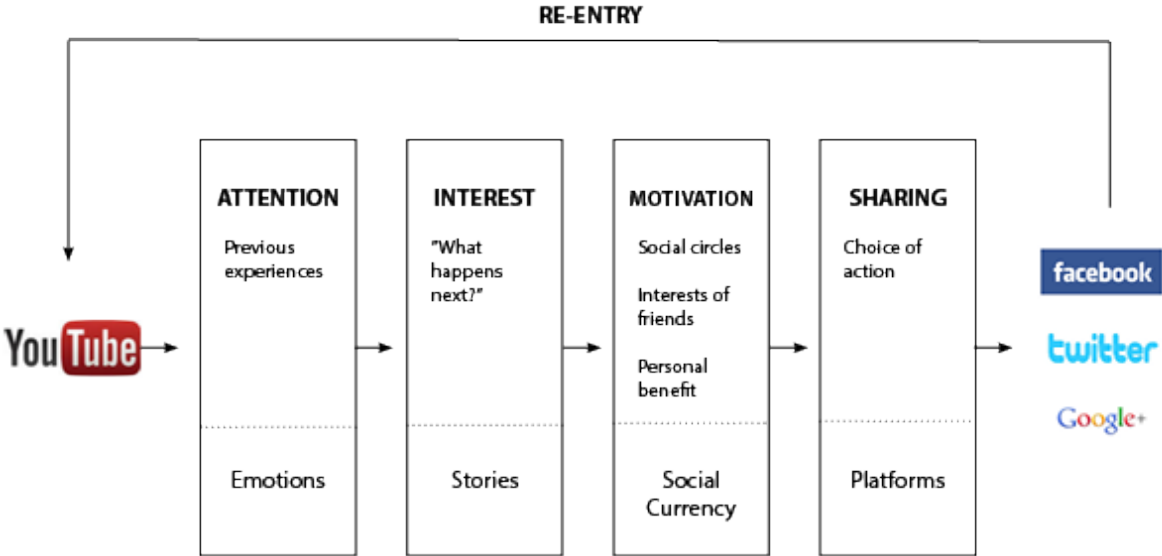 RE-ENTRY
YouTube
ATTENTION
Previous
experiences
Emotions
INTEREST
"What
happens
next?"
Stories
MOTIVATION
Social circles
Interests of
friends
Personal
benefit
Social
Currency
SHARING
Choice of
action
Platforms
facebook
twitter
Google+